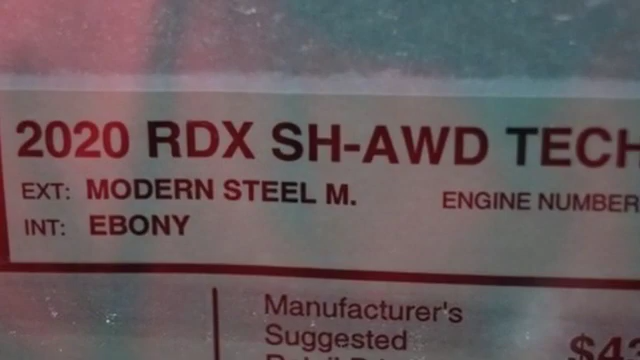 2020 RDX SH-AWD TECH
EXT: MODERN STEEL M.
ENGINE NUMBER
INT: EBONY
Manufacturer's
Suggested